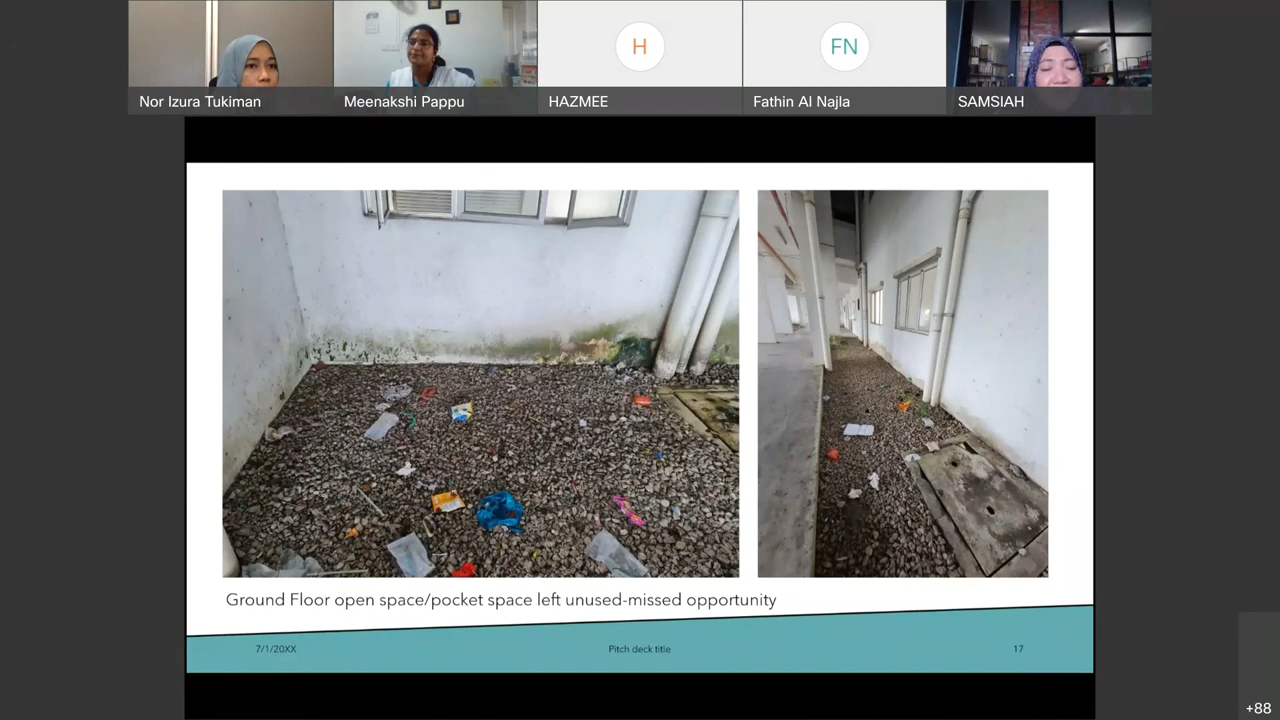 Nor Izura Tukiman
Meenakshi Pappu
H
HAZMEE
FN
Fathin Al Najla
SAMSIAH
Ground Floor open space/pocket space left unused-missed opportunity
7/1/20XX
Pitch deck title
17
+88